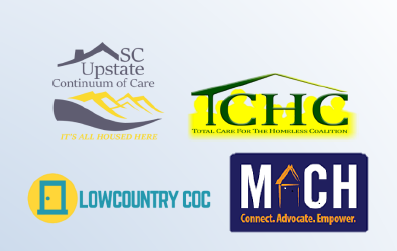 SC
Upstate
Continuum of Care
IT'S ALL HOUSED HERE
TCHC
TOTAL CARE FOR THE HOMELESS COALITION
LOWCOUNTRY COC
MACH
Connect. Advocate. Empower.